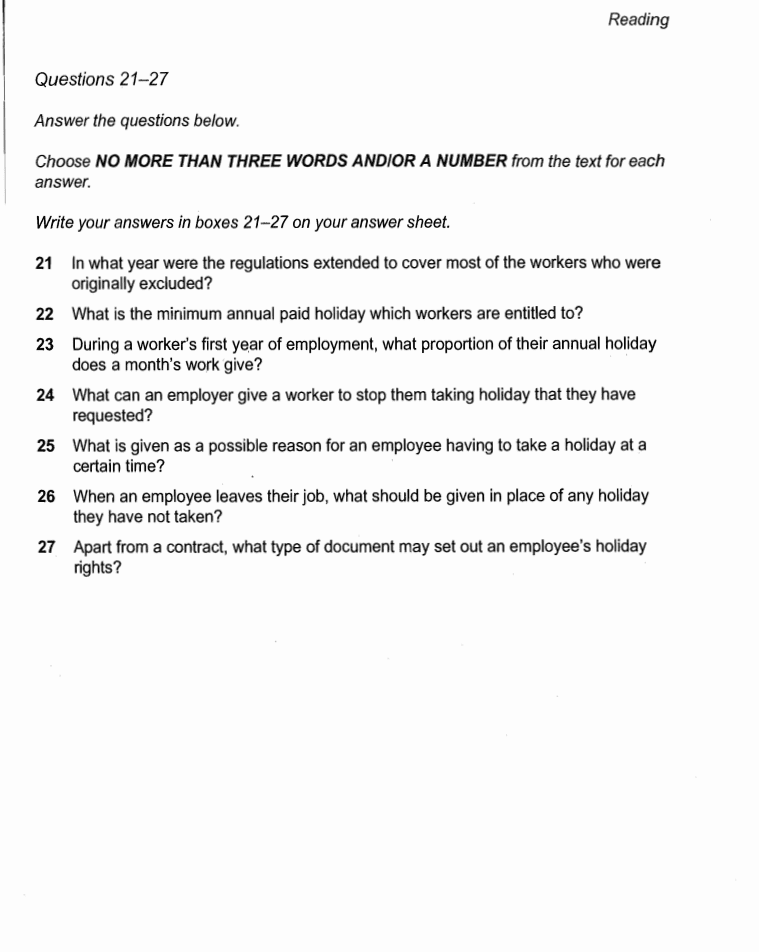 Reading
Questions 21–27
Answer the questions below.
Choose NO MORE THAN THREE WORDS AND/OR A NUMBER from the text for each
answer.
Write your answers in boxes 21–27 on your answer sheet.
21 In what year were the regulations extended to cover most of the workers who were
originally excluded?
22 What is the minimum annual paid holiday which workers are entitled to?
23 During a worker's first year of employment, what proportion of their annual holiday
does a month's work give?
24 What can an employer give a worker to stop them taking holiday that they have
requested?
25 What is given as a possible reason for an employee having to take a holiday at a
certain time?
26 When an employee leaves their job, what should be given in place of any holiday
they have not taken?
27 Apart from a contract, what type of document may set out an employee's holiday
rights?